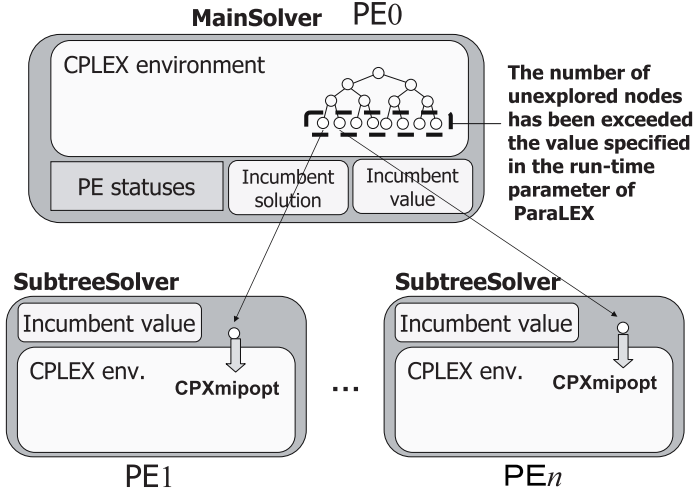 MainSolver PE0
CPLEX environment
The number of
unexplored nodes
has been exceeded
the value specified
in the run-time
parameter of
ParaLEX
PE statuses
Incumbent
solution
Incumbent
value
SubtreeSolver
Incumbent value
CPLEX env.
CPXmipopt
PE1
...
SubtreeSolver
Incumbent value
CPLEX env.
CPXmipopt
PEn